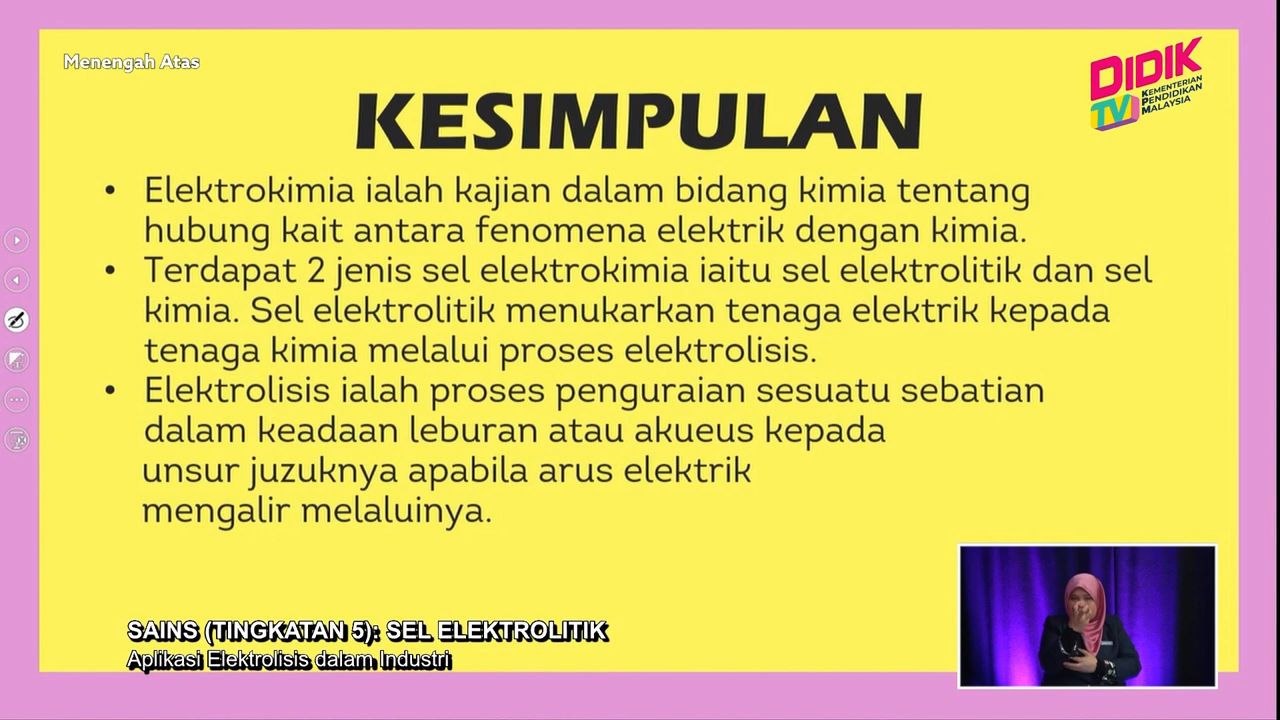 Menengah Atas
DIDIK
TV
KEMENTERIAN
PENDIDIKAN
MALAYSIA
KESIMPULAN
• Elektrokimia ialah kajian dalam bidang kimia tentang
hubung kait antara fenomena elektrik dengan kimia.
• Terdapat 2 jenis sel elektrokimia iaitu sel elektrolitik dan sel
kimia. Sel elektrolitik menukarkan tenaga elektrik kepada
tenaga kimia melalui proses elektrolisis.
• Elektrolisis ialah proses penguraian sesuatu sebatian
dalam keadaan leburan atau akueus kepada
unsur juzuknya apabila arus elektrik
mengalir melaluinya.
SAINS (TINGKATAN 5): SEL ELEKTROLITIK
Aplikasi Elektrolisis dalam Industri